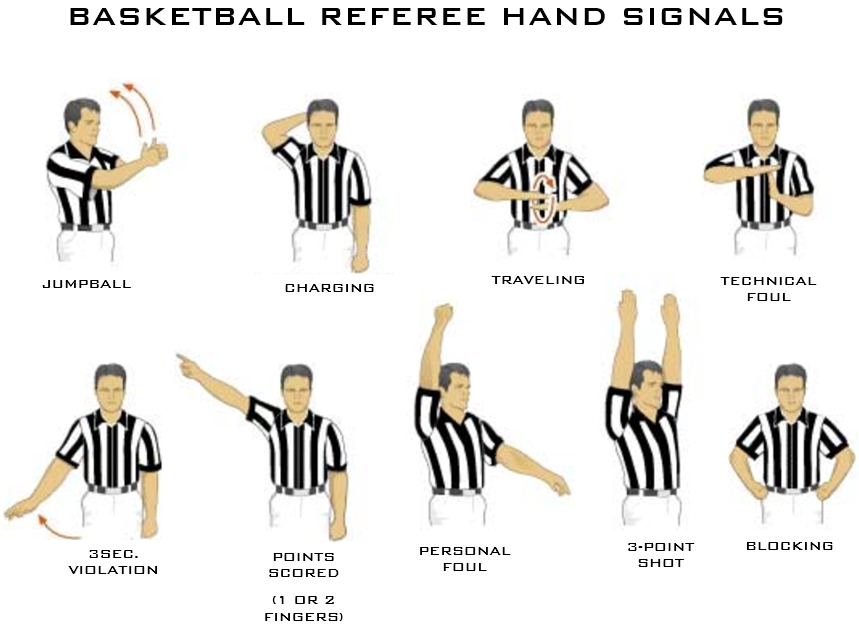 BASKETBALL REFEREE HAND SIGNALS
JUMPBALL
CHARGING
TRAVELING
TECHNICAL
FOUL
3SEC.
VIOLATION
POINTS
SCORED
(1 OR 2
FINGERS)
PERSONAL
FOUL
3-POINT
SHOT
BLOCKING